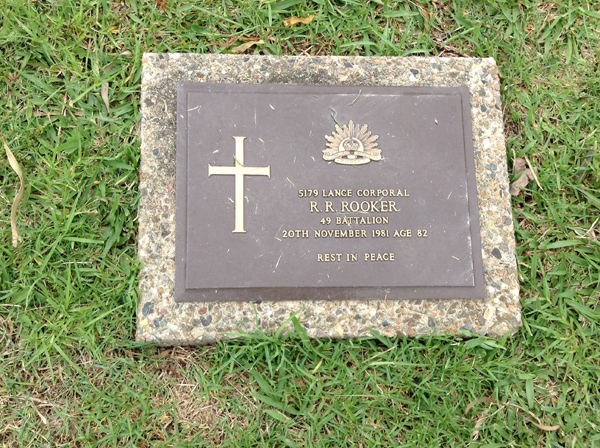 5179 LANCE CORPORAL
R. R. ROOKER
49 BATTALION
20TH NOVEMBER 1981 AGE 82
REST IN PEACE